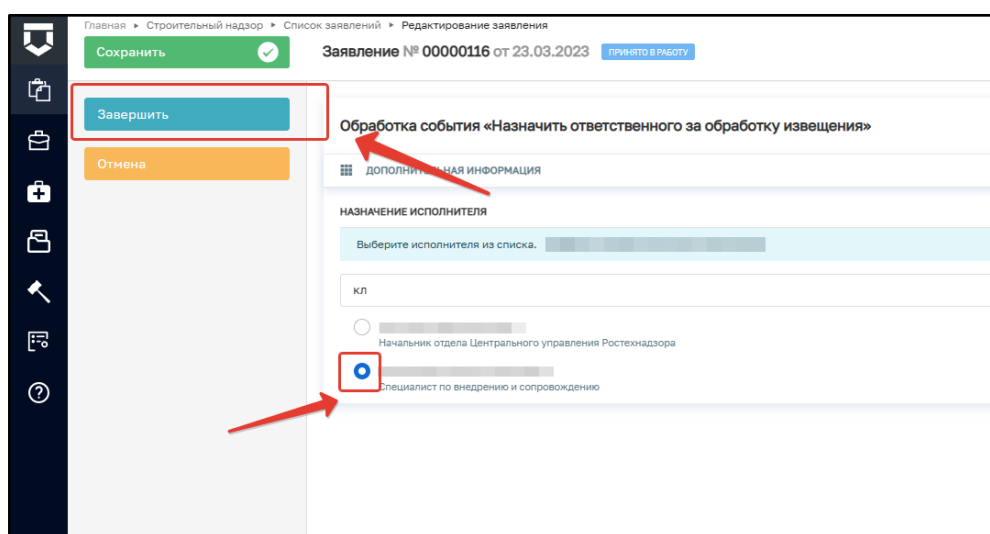 Главная ▸ Строительный надзор ▸ Список заявлений ▸ Редактирование заявления
Сохранить
Заявление № 00000116 от 23.03.2023 ПРИНЯТО В РАБОТУ
Завершить
Обработка события «Назначить ответственного за обработку извещения»
Отмена
ДОПОЛНИТЕЛЬНАЯ ИНФОРМАЦИЯ
НАЗНАЧЕНИЕ ИСПОЛНИТЕЛЯ
Выберите исполнителя из списка.
кл
Начальник отдела Центрального управления Ростехнадзора
Специалист по внедрению и сопровождению